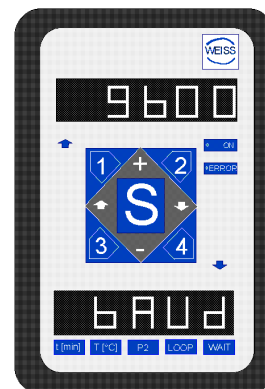 WEISS
9600
ON
ERROR
1 + 2
S
3 - 4
bAUd
t [min] T [°C] P2 LOOP WAIT